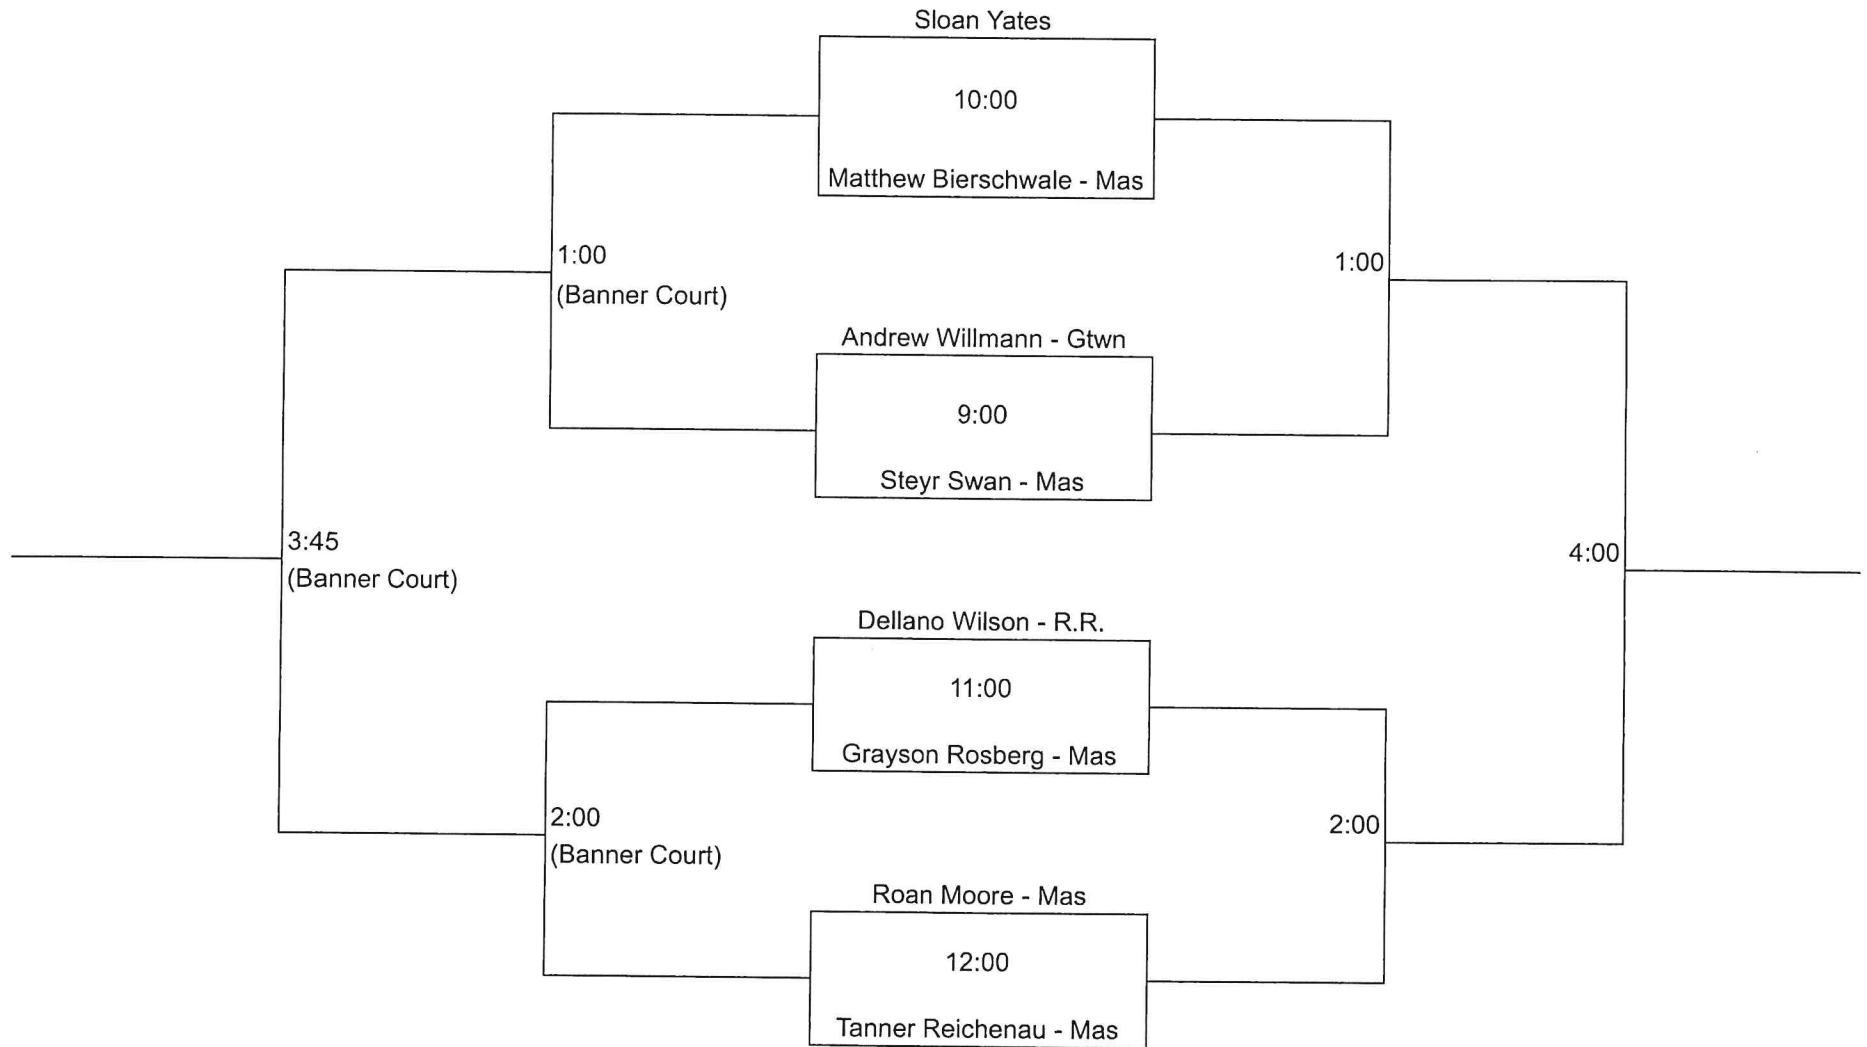 Sloan Yates
10:00
Matthew Bierschwale - Mas
1:00
(Banner Court)
1:00
Andrew Willmann - Gtwn
9:00
Steyr Swan - Mas
3:45
(Banner Court)
4:00
Dellano Wilson - R.R.
11:00
Grayson Rosberg - Mas
2:00
(Banner Court)
2:00
Roan Moore - Mas
12:00
Tanner Reichenau - Mas